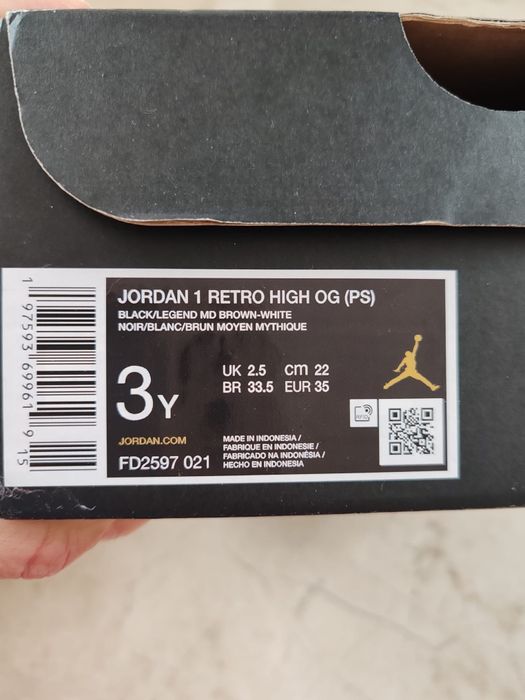 JORDAN 1 RETRO HIGH OG (PS)
BLACK/LEGEND MD BROWN-WHITE
NOIR/BLANC/BRUN MOYEN MYTHIQUE
3Y
UK 2.5 cm 22
BR 33.5 EUR 35
JORDAN.COM
FD2597 021
MADE IN INDONESIA /
FABRIQUE EN INDONESIE /
FABRICADO NA INDONÉSIA /
HECHO EN INDONESIA
1 97593 69961 9 15